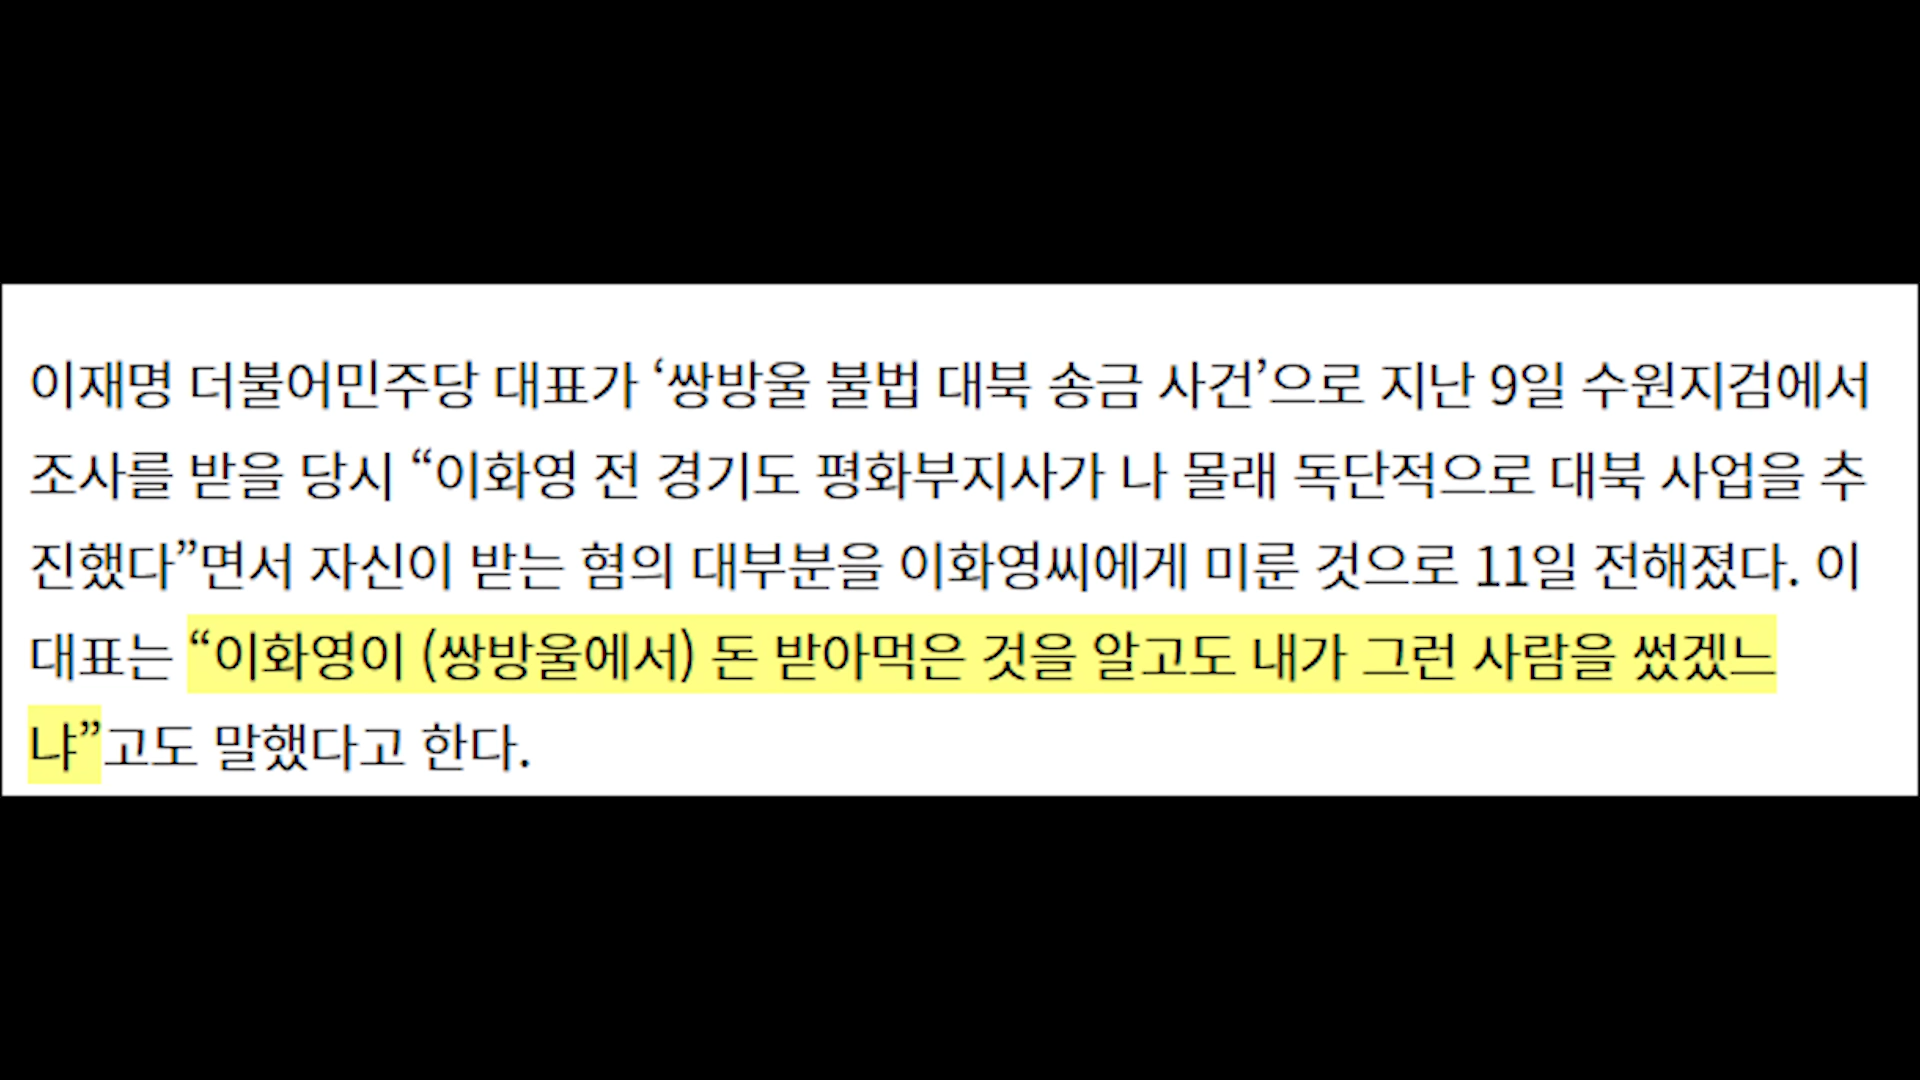 이재명 더불어민주당 대표가 ‘쌍방울 불법 대북 송금 사건’으로 지난 9일 수원지검에서
조사를 받을 당시 “이화영 전 경기도 평화부지사가 나 몰래 독단적으로 대북 사업을 추
진했다”면서 자신이 받는 혐의 대부분을 이화영씨에게 미룬 것으로 11일 전해졌다. 이
대표는 “이화영이 (쌍방울에서) 돈 받아먹은 것을 알고도 내가 그런 사람을 썼겠느
냐”고도 말했다고 한다.